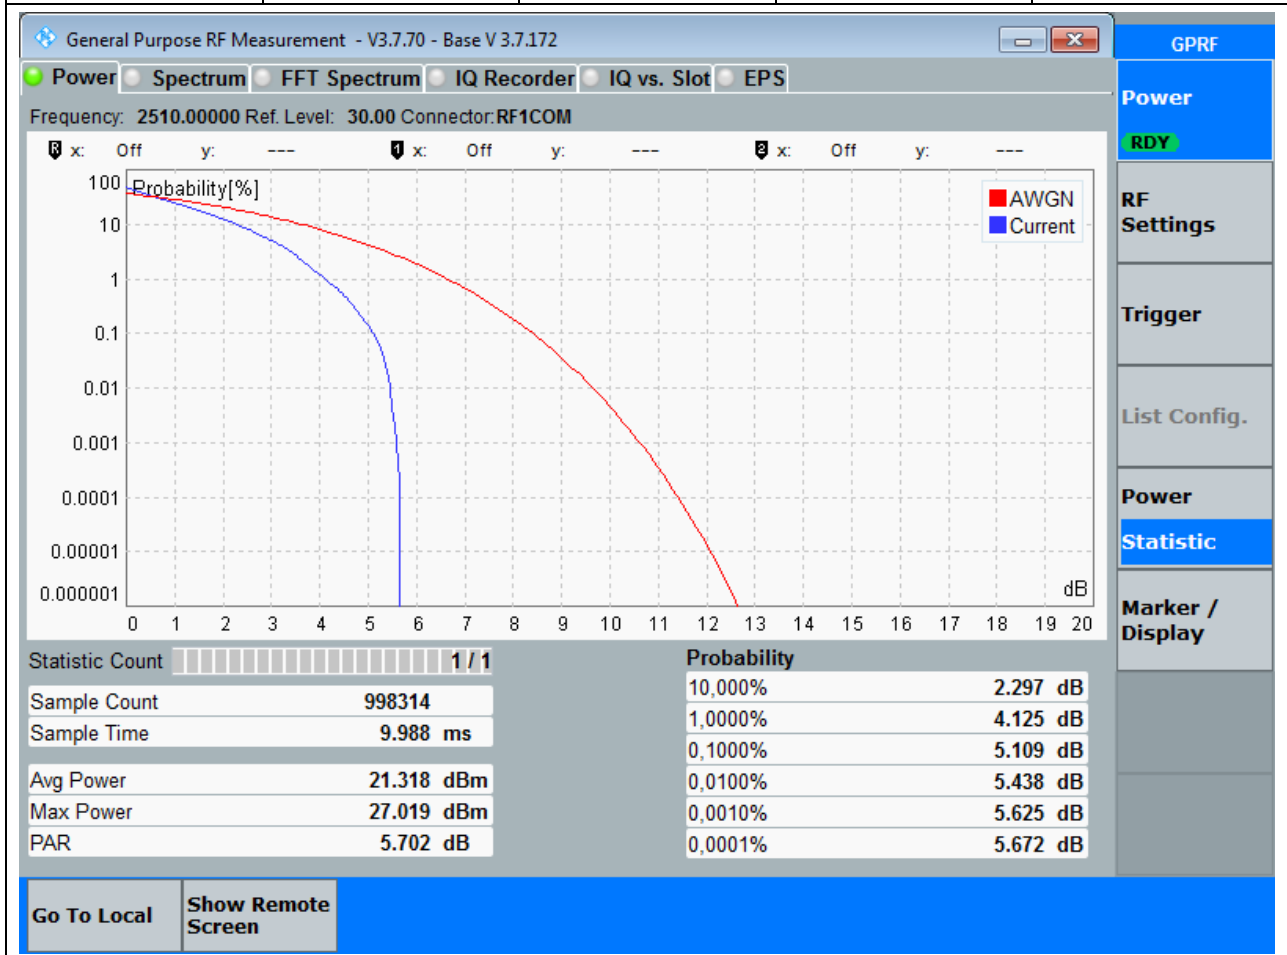 General Purpose RF Measurement - V3.7.70 - Base V 3.7.172
GPRF
Power Spectrum FFT Spectrum IQ Recorder IQ vs. Slot EPS
Frequency: 2510.00000 Ref. Level: 30.00 Connector:RF1COM
R x: Off y: --- 1 x: Off y: --- 2 x: Off y: ---
Probability[%]
AWGN
Current
100
10
1
0.1
0.01
0.001
0.0001
0.00001
0.000001
dB
0 1 2 3 4 5 6 7 8 9 10 11 12 13 14 15 16 17 18 19 20
Statistic Count 1 / 1
Sample Count 998314
Sample Time 9.988 ms
Avg Power 21.318 dBm
Max Power 27.019 dBm
PAR 5.702 dB
Probability
10,000% 2.297 dB
1,0000% 4.125 dB
0,1000% 5.109 dB
0,0100% 5.438 dB
0,0010% 5.625 dB
0,0001% 5.672 dB
Power
RDY
RF
Settings
Trigger
List Config.
Power
Statistic
Marker /
Display
Go To Local
Show Remote
Screen